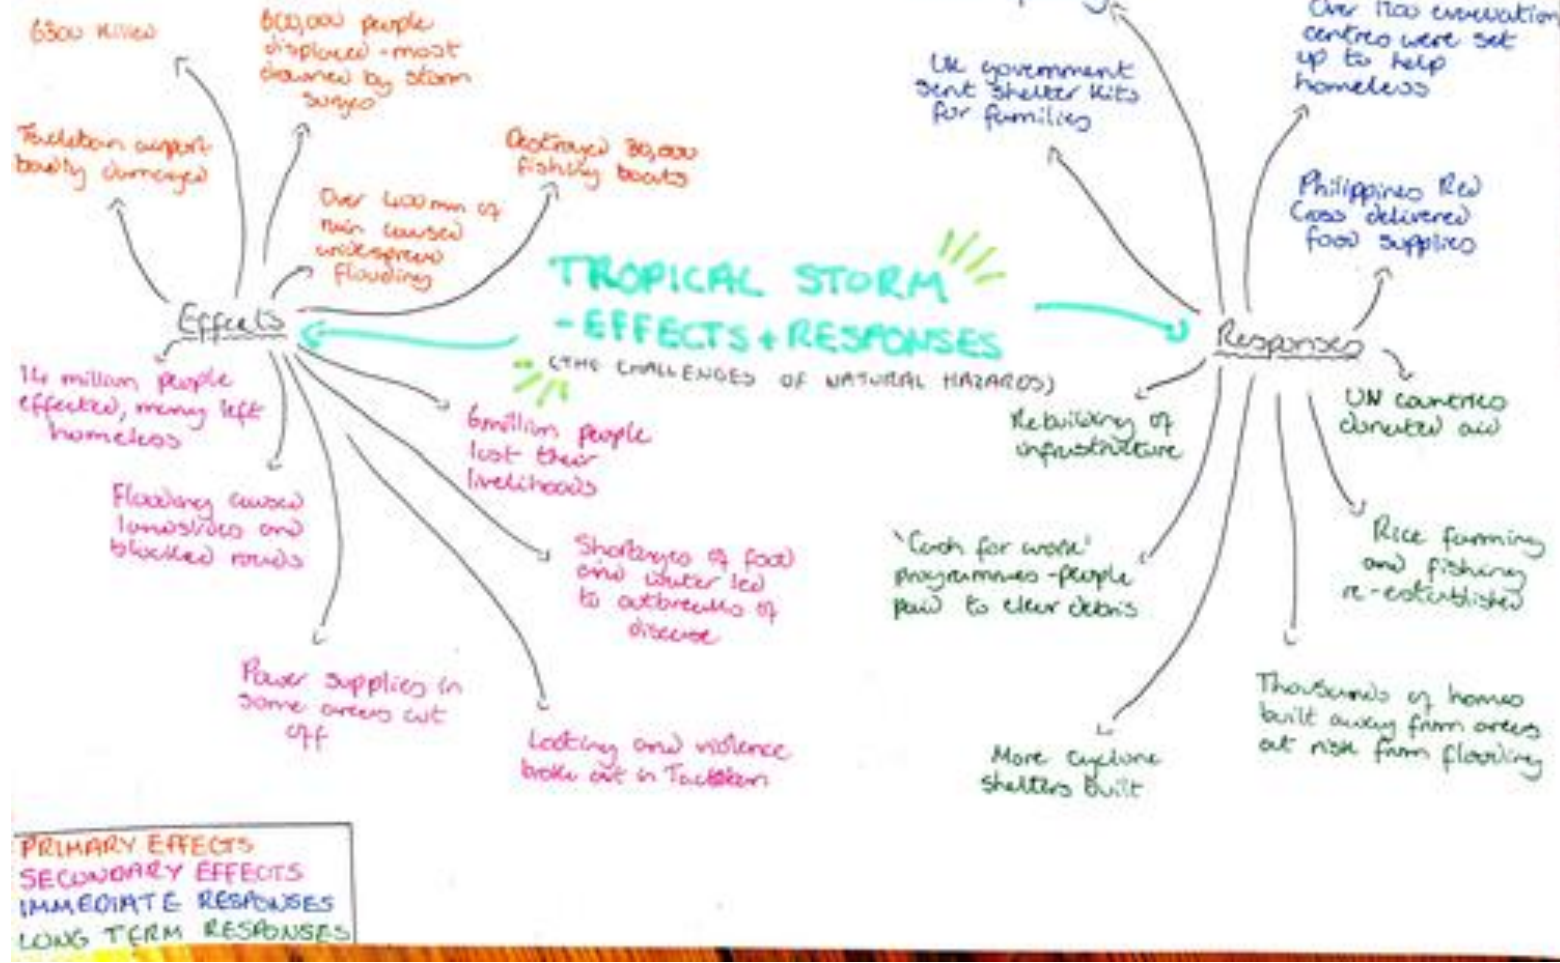 6300 killed
600,000 people
displaced - most
drowned by storm
surges
Tacloban airport
badly damaged
Over 400mm of
rain caused
widespread
flooding
Destroyed 30,000
fishing boats
UK government
sent shelter kits
for families
Over 1200 evacuation
centres were set
up to help
homeless
Philippines Red
Cross delivered
food supplies
TROPICAL STORM
- EFFECTS + RESPONSES
(THE CHALLENGES OF NATURAL HAZARDS)
Effects
Responses
14 million people
effected, many left
homeless
Flooding caused
landslides and
blocked roads
Power supplies in
some areas cut
off
6million people
lost their
livelihoods
Shortages of food
and water led
to outbreaks of
disease
Looting and violence
broke out in Tacloban
Rebuilding of
infrastructure
UN countries
donated aid
'Cash for work'
programmes - people
paid to clear debris
Rice farming
and fishing
re-established
More cyclone
shelters built
Thousands of homes
built away from areas
at risk from flooding
PRIMARY EFFECTS
SECONDARY EFFECTS
IMMEDIATE RESPONSES
LONG TERM RESPONSES